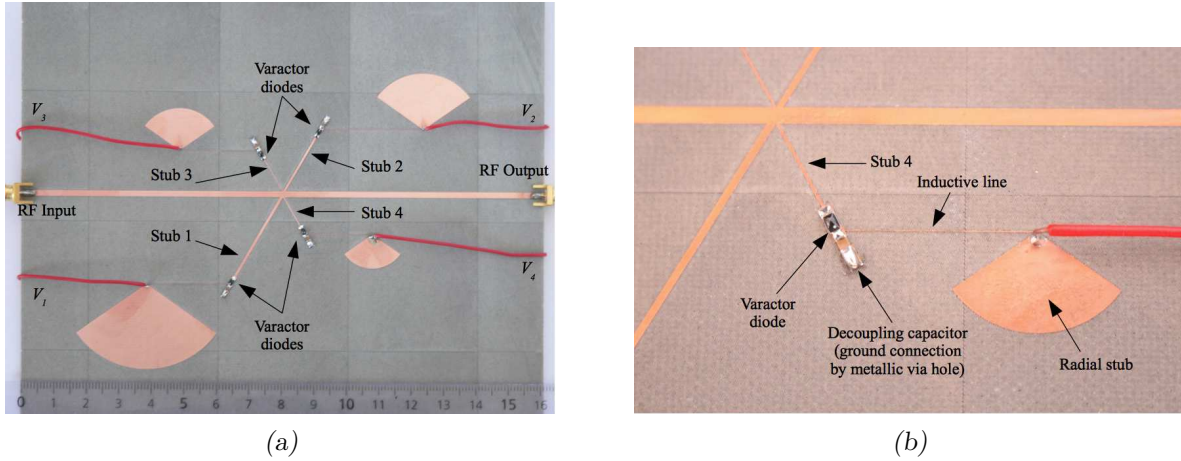 Varactor
diodes
V3
V2
Stub 2
Stub 3
RF Output
RF Input
Stub 4
Stub 1
V4
V1
Varactor
diodes
0 1 2 3 4 5 6 7 8 9 10 11 12 13 14 15 16
(a)
Stub 4
Inductive line
Varactor
diode
Decoupling capacitor
(ground connection
by metallic via hole)
Radial stub
(b)